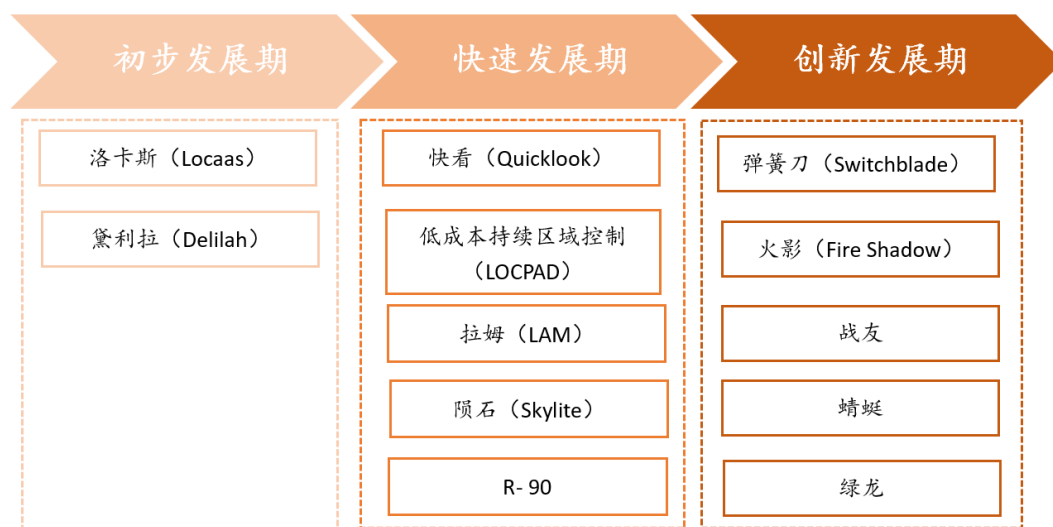 初步发展期
快速发展期
创新发展期
洛卡斯（Locaas）
黛利拉（Delilah）
快看（Quicklook）
低成本持续区域控制
（LOCPAD）
拉姆（LAM）
陨石（Skylite）
R- 90
弹簧刀（Switchblade）
火影（Fire Shadow）
战友
蜻蜓
绿龙